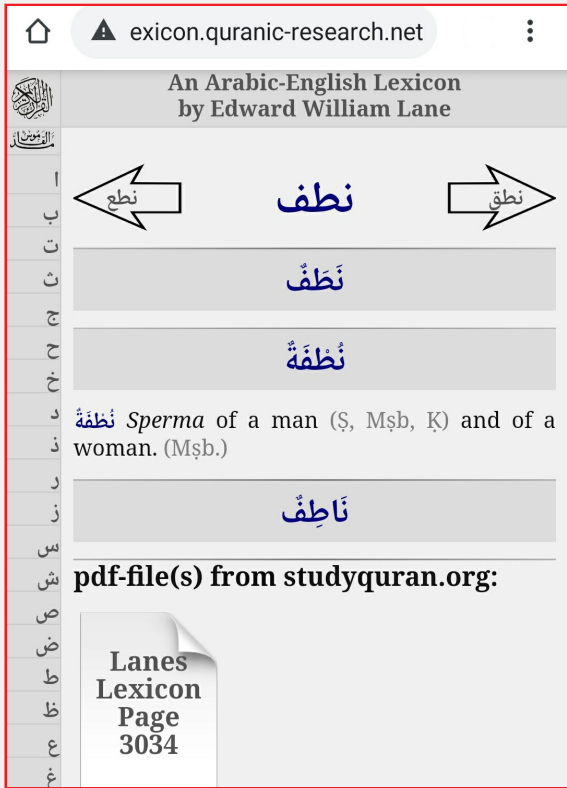 exicon.quranic-research.net
An Arabic-English Lexicon
by Edward William Lane
نطع
نطف
نطق
نَطَفٌ
نُطْفَةٌ
نُطْفَةٌ Sperma of a man (Ṣ, Mṣb, Ḳ) and of a
woman. (Mṣb.)
نَاطِفٌ
pdf-file(s) from studyquran.org:
Lanes
Lexicon
Page
3034
ا
ب
ت
ث
ج
ح
خ
د
ذ
ر
ز
س
ش
ص
ض
ط
ظ
ع
غ